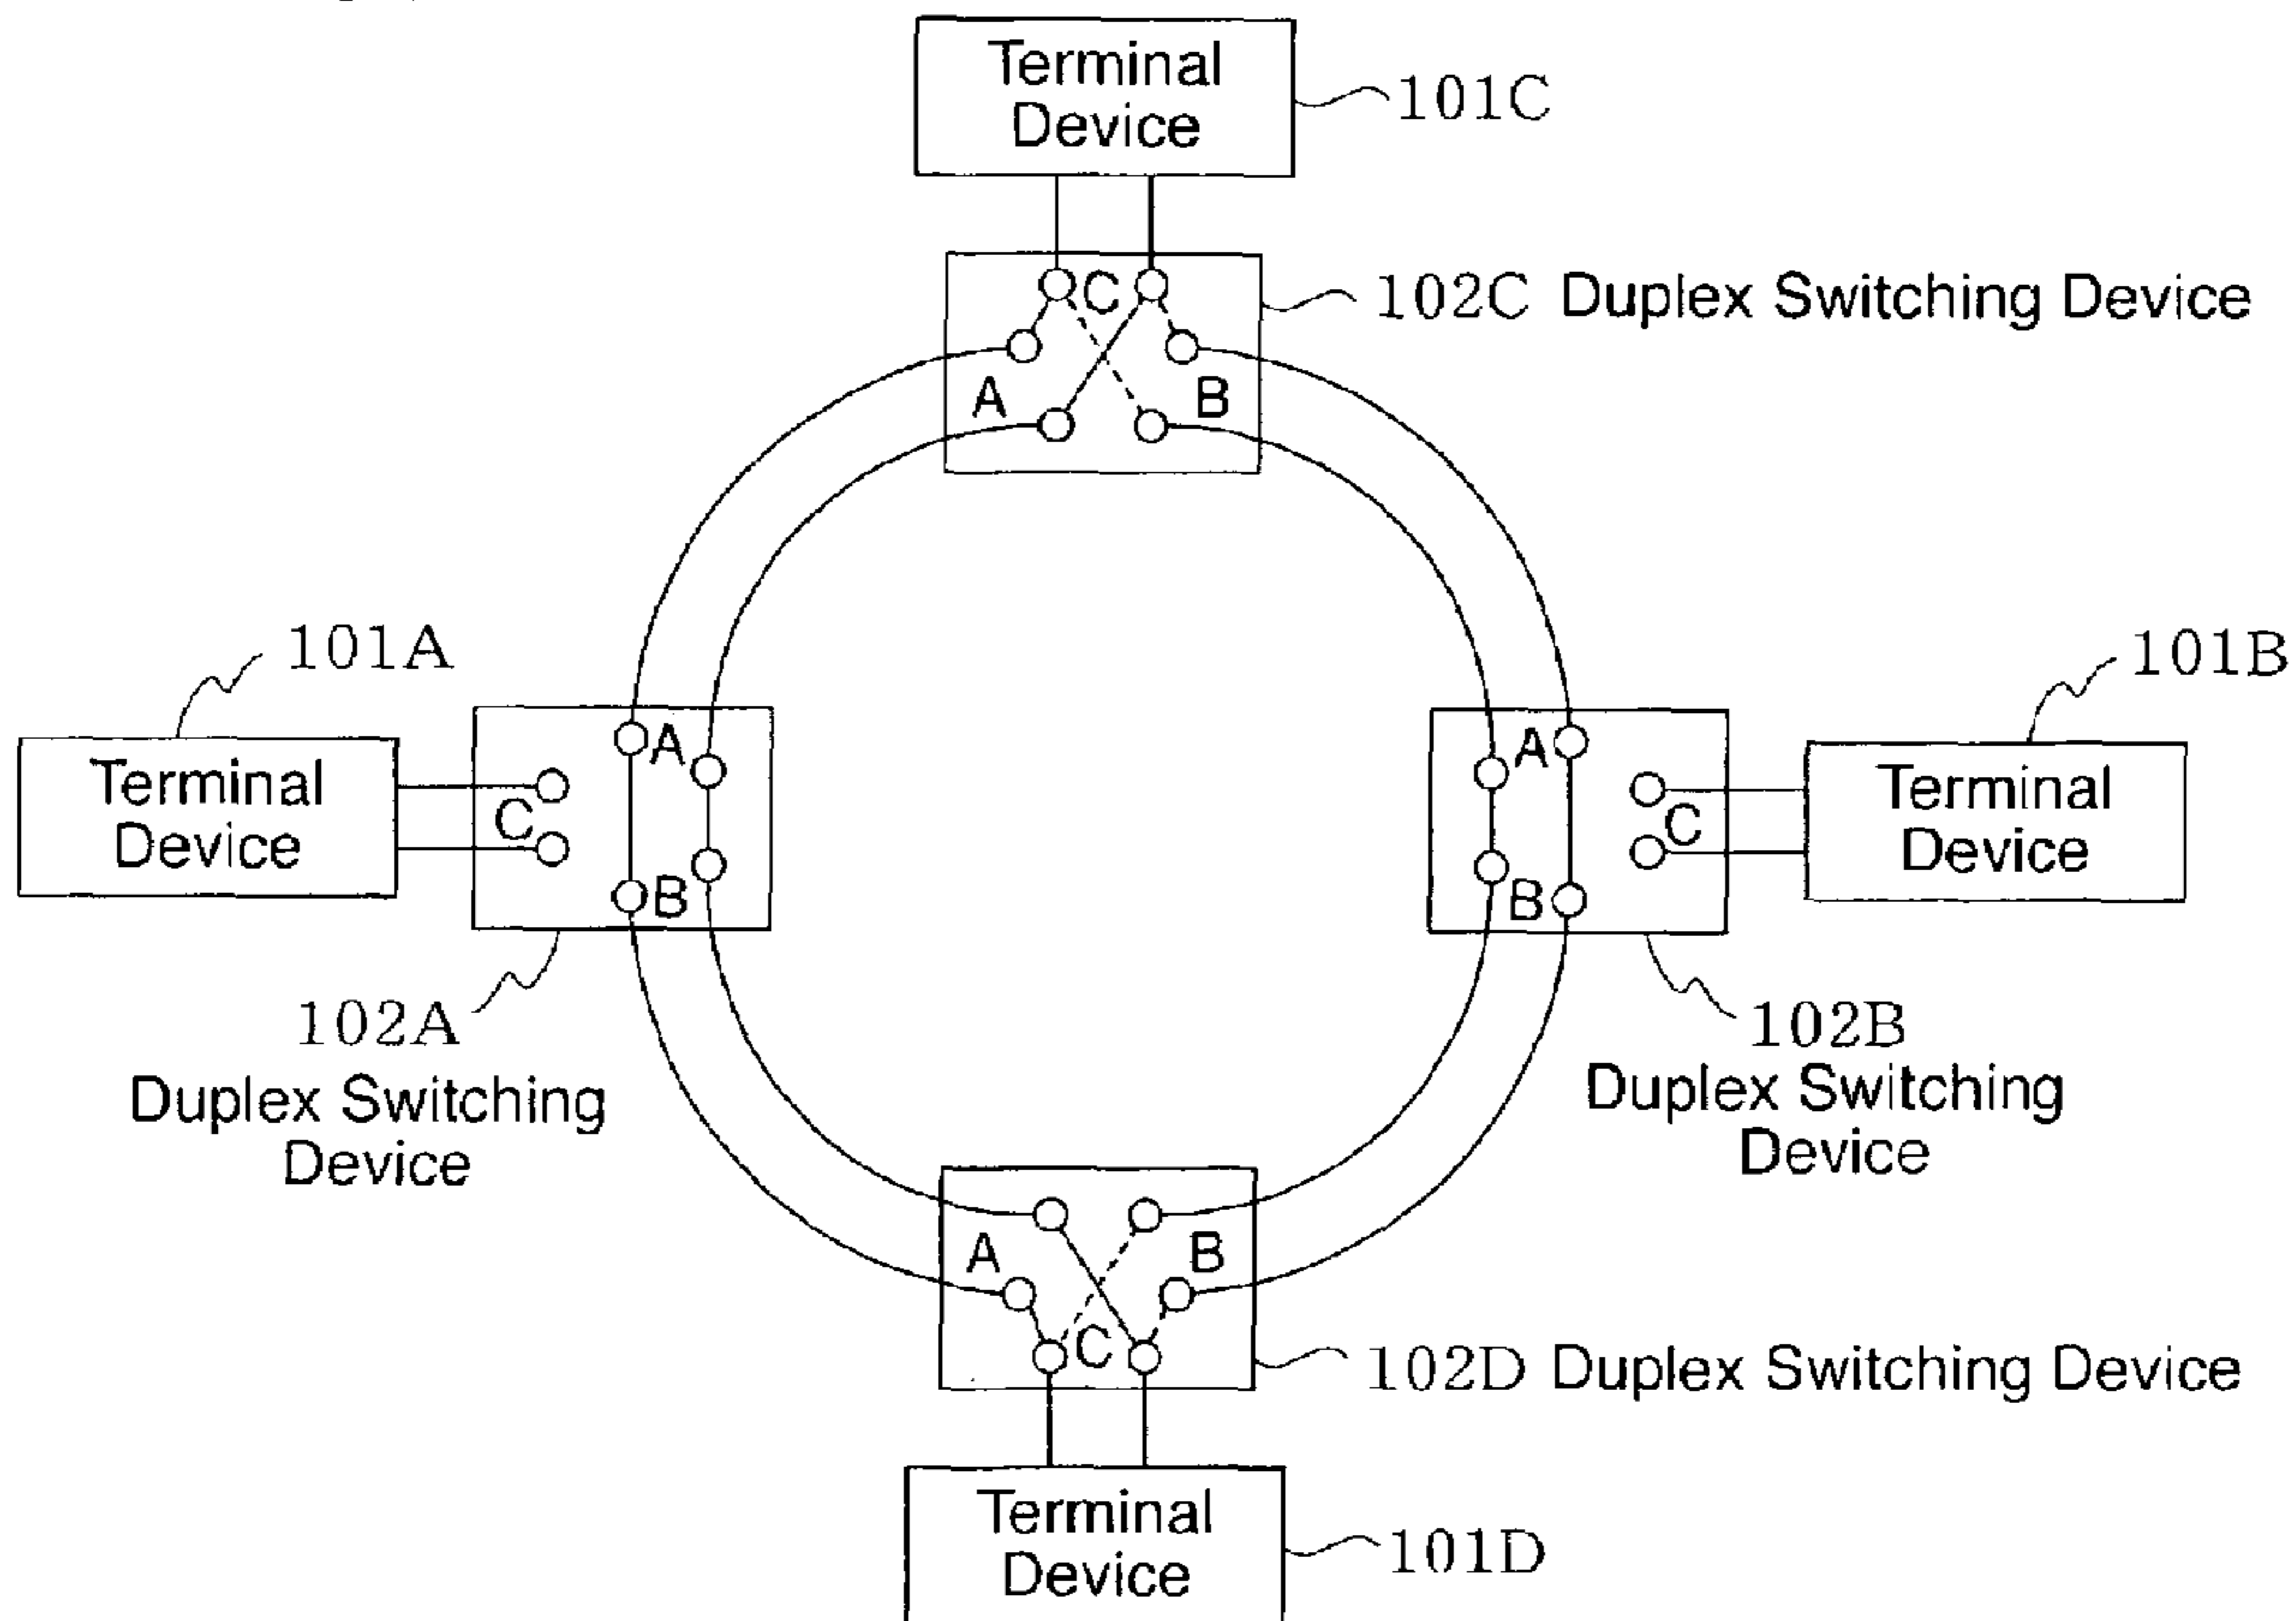 Terminal
Device
101C
C
102C Duplex Switching Device
A
B
101A
101B
Terminal
Device
C
A
B
A
B
C
Terminal
Device
102A
Duplex Switching
Device
102B
Duplex Switching
Device
A
B
C
102D Duplex Switching Device
Terminal
Device
101D